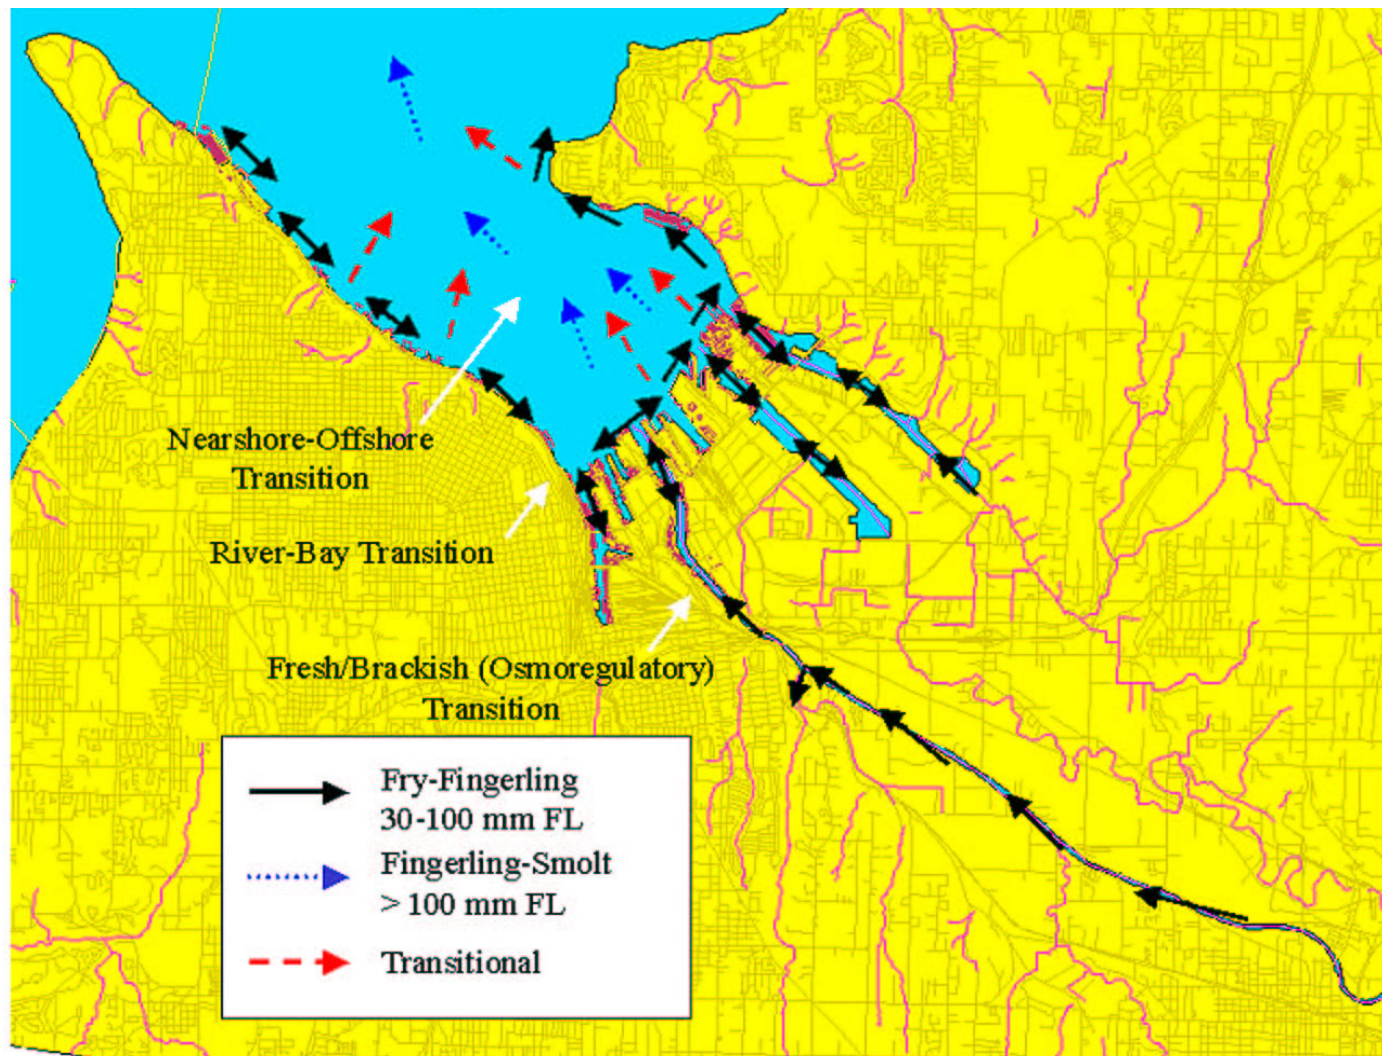 Nearshore-Offshore
Transition
River-Bay Transition
Fresh/Brackish (Osmoregulatory)
Transition
Fry-Fingerling
30-100 mm FL
Fingerling-Smolt
> 100 mm FL
Transitional